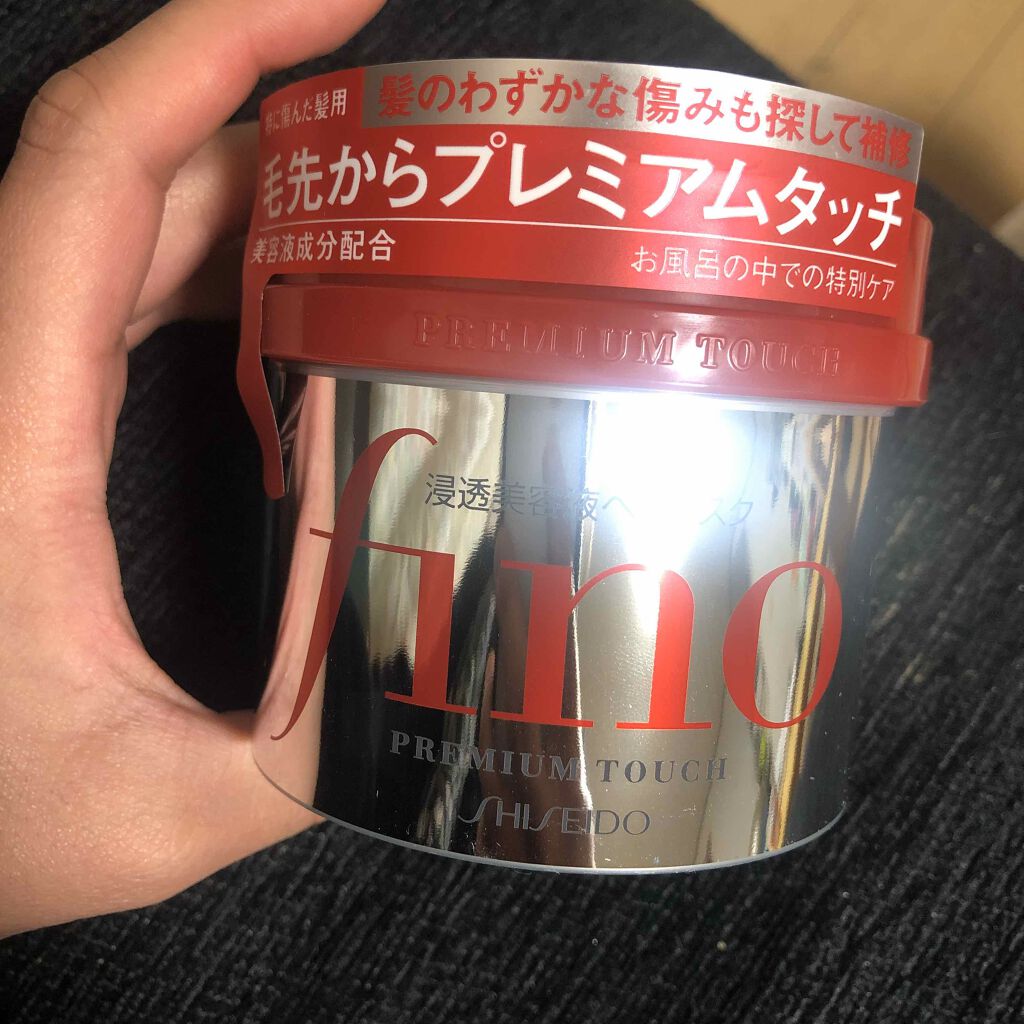 特に傷んだ髪用
髪のわずかな傷みも探して補修
毛先からプレミアムタッチ
美容液成分配合
お風呂の中での特別ケア
PREMIUM TOUCH
浸透美容液ヘ スク
fino
PREMIUM TOUCH
SHISEIDO